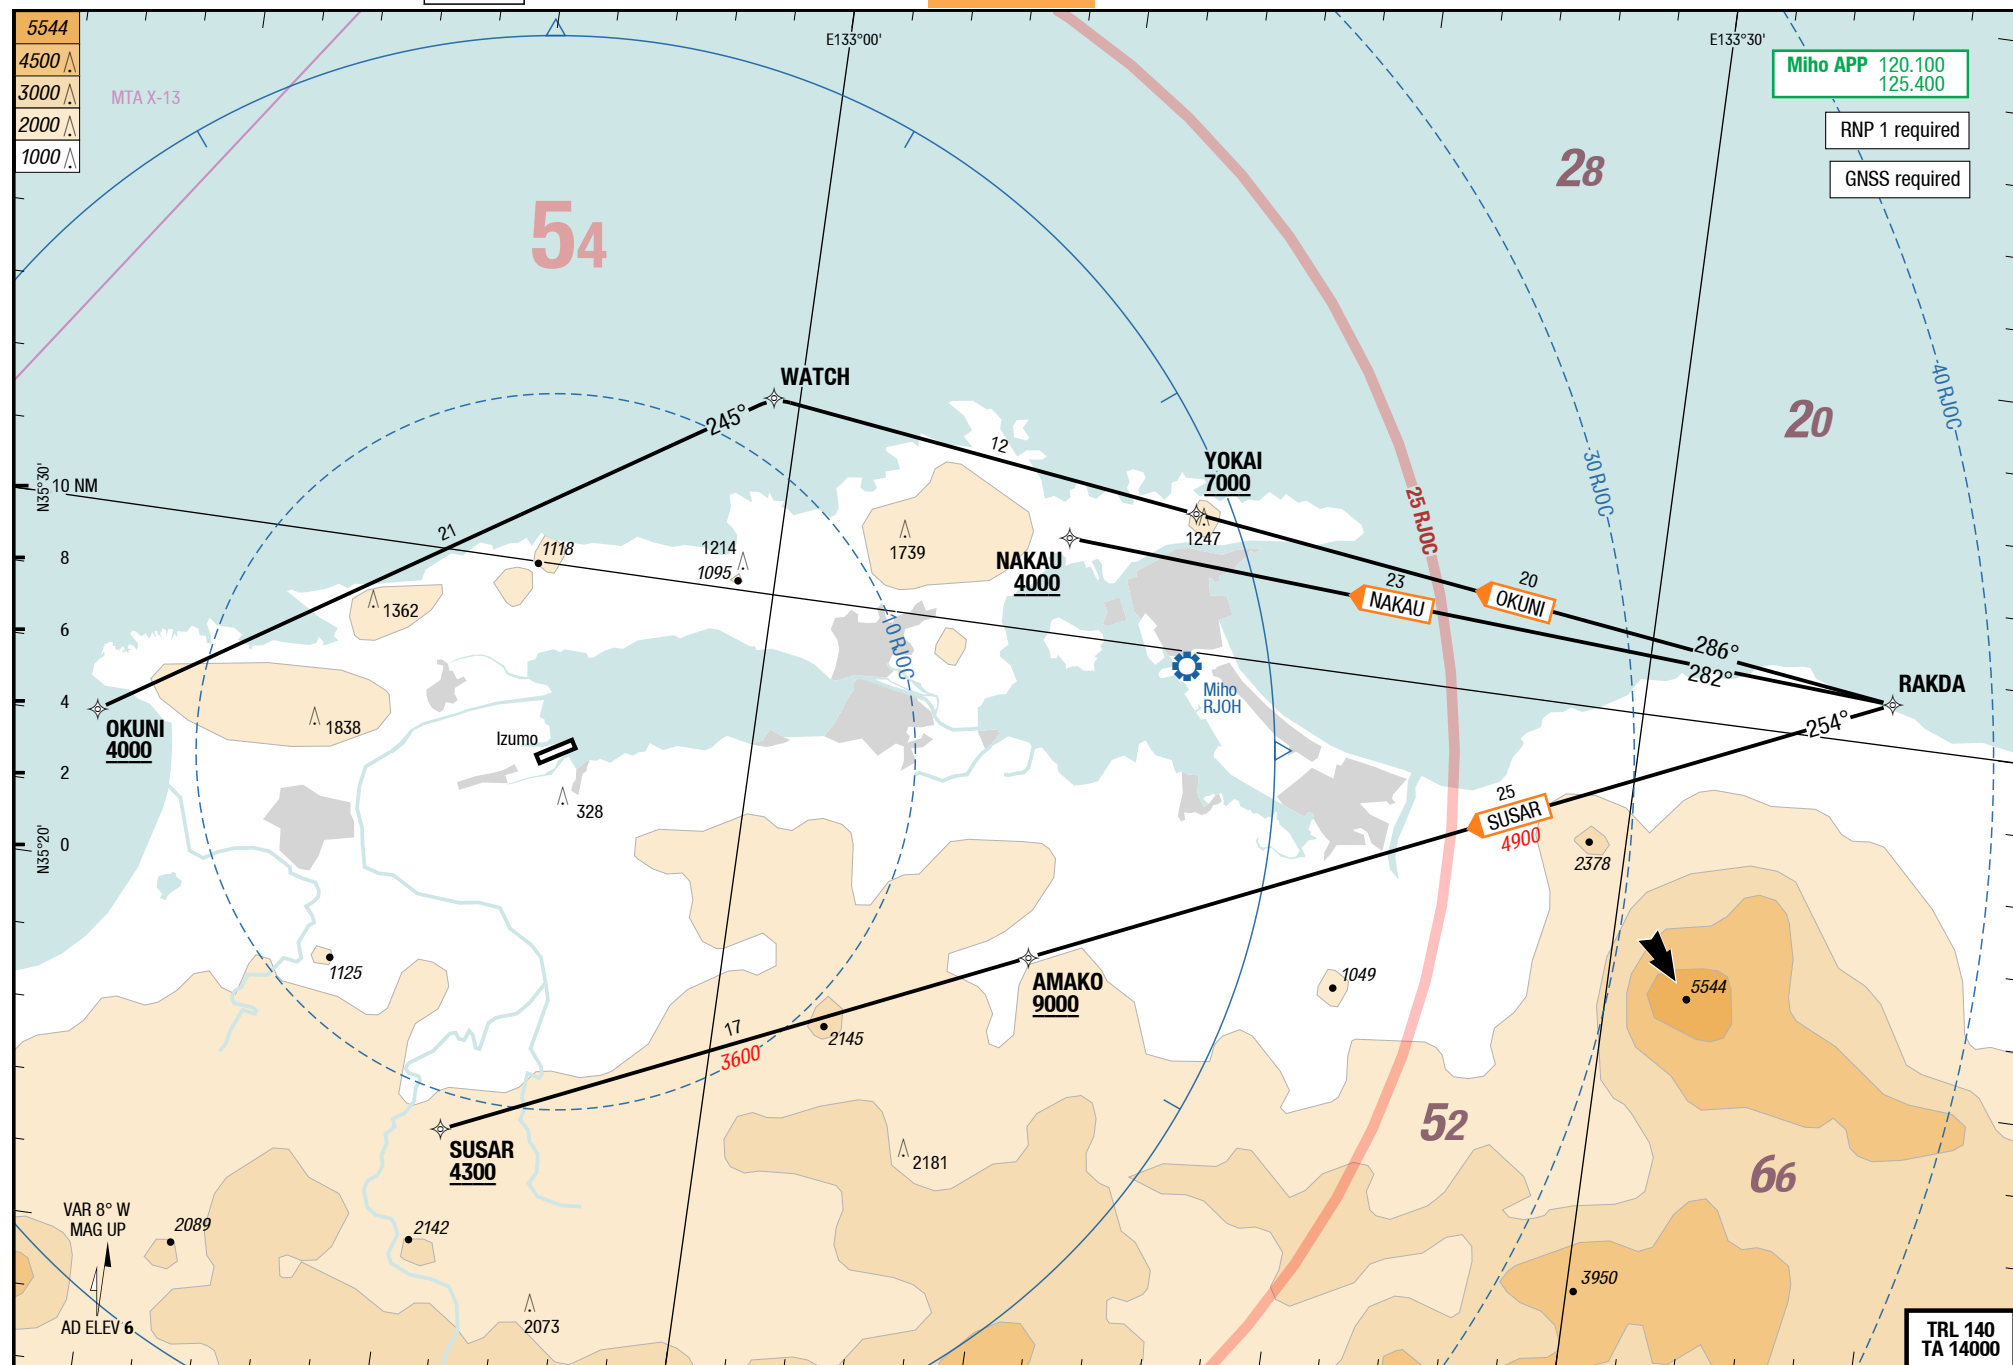 5544
4500
3000
2000
1000
MTA X-13
E133°00'
E133°30'
Miho APP 120.100
125.400
RNP 1 required
GNSS required
54
28
20
WATCH
245°
12
YOKAI
7000
1247
NAKAU
4000
25 RJOC
30 RJOC
40 RJOC
10 RJOC
N35°30'
10 NM
8
6
4
2
0
N35°20'
21
1118
1214
1095
1739
1362
1838
23
NAKAU
20
OKUNI
286°
282°
RAKDA
254°
Miho
RJOH
OKUNI
4000
Izumo
328
25
SUSAR
4900
2378
1125
AMAKO
9000
1049
5544
17
3600
2145
SUSAR
4300
2181
52
66
VAR 8° W
MAG UP
2089
2142
2073
3950
AD ELEV 6
TRL 140
TA 14000